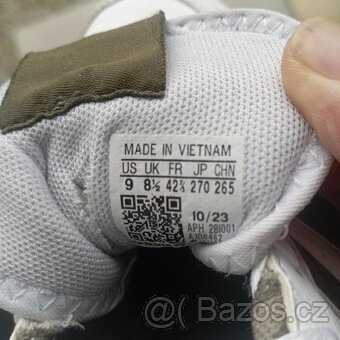 MADE IN VIETNAM
US UK FR JP CHN
9 8½ 42⅔ 270 265
10/23
APH 28I001
Bazos.cz